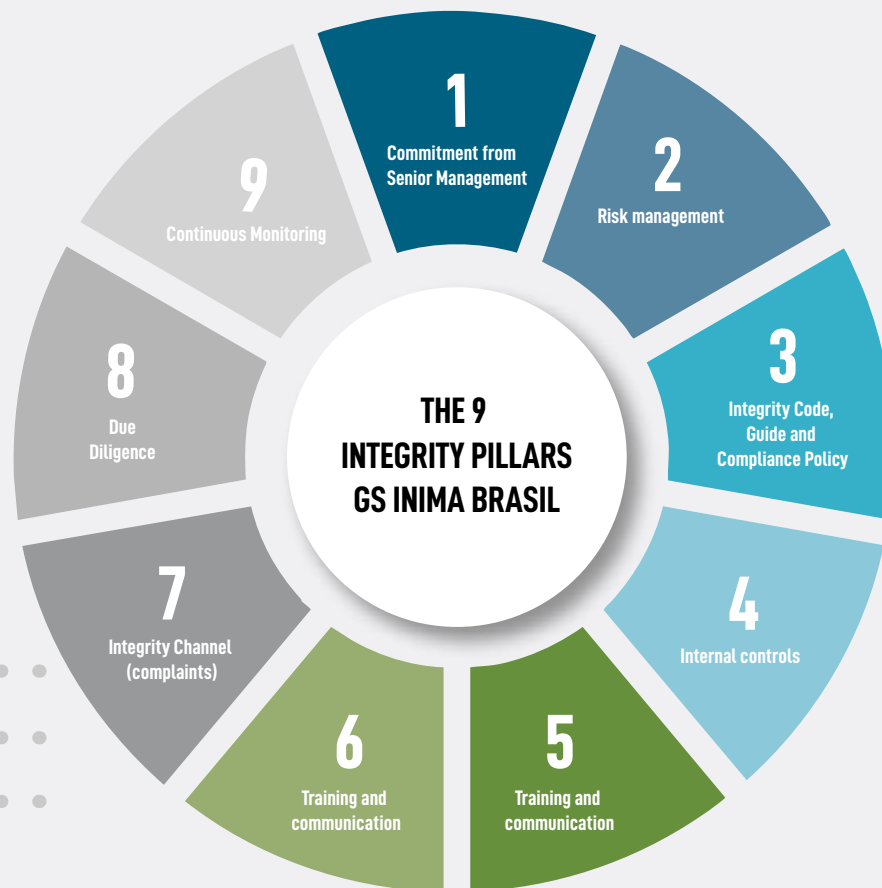 THE 9
INTEGRITY PILLARS
GS INIMA BRASIL
1
Commitment from
Senior Management
2
Risk management
3
Integrity Code,
Guide and
Compliance Policy
4
Internal controls
5
Training and
communication
6
Training and
communication
7
Integrity Channel
(complaints)
8
Due
Diligence
9
Continuous Monitoring